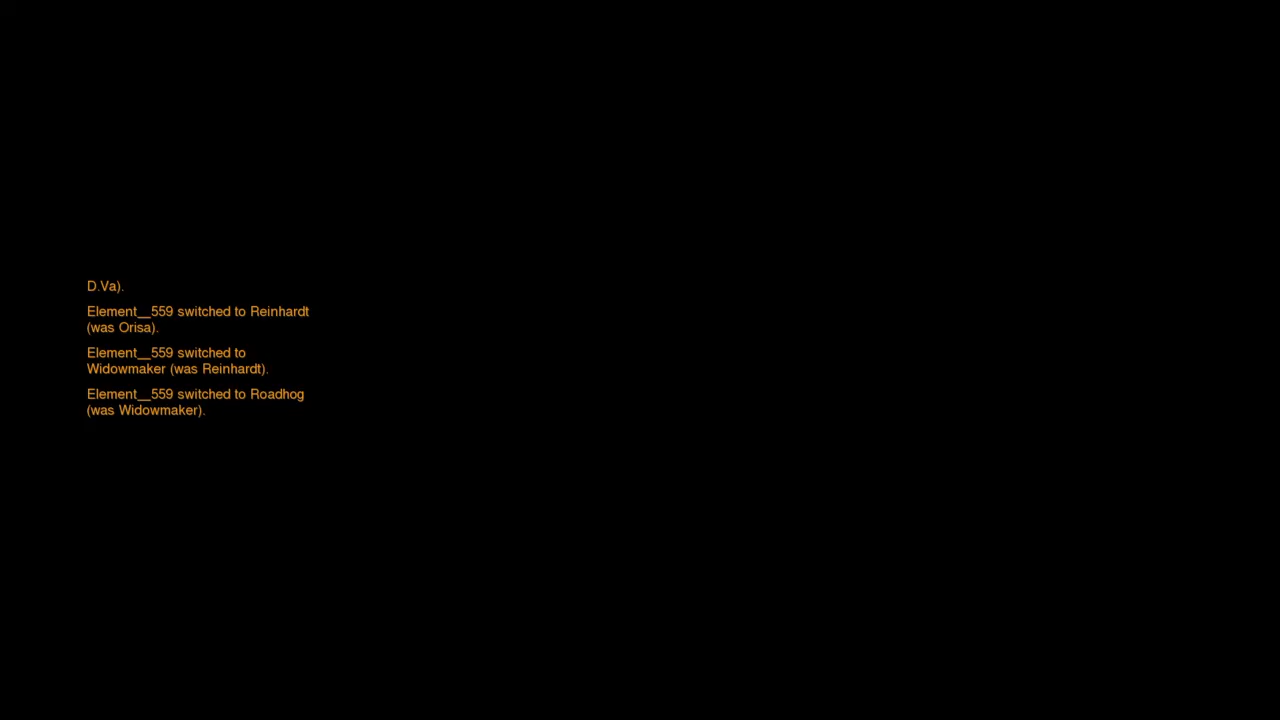 D.Va).
Element__559 switched to Reinhardt
(was Orisa).
Element__559 switched to
Widowmaker (was Reinhardt).
Element__559 switched to Roadhog
(was Widowmaker).